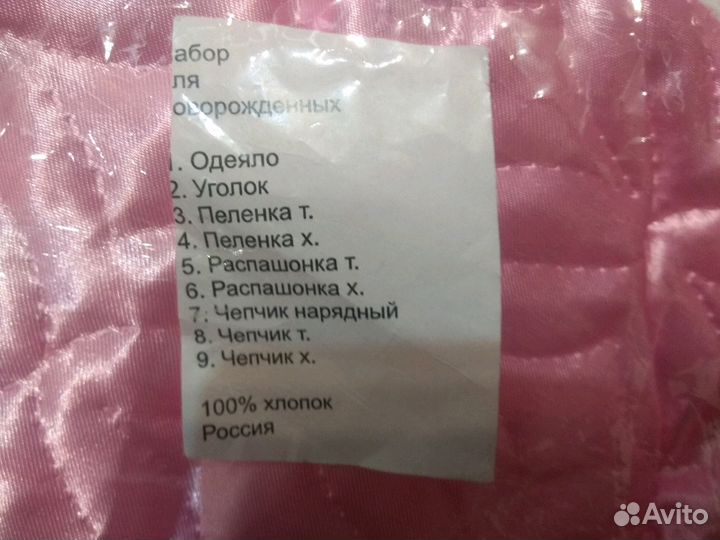 абор
ля
оворожденных
1. Одеяло
2. Уголок
3. Пеленка т.
4. Пеленка х.
5. Распашонка т.
6. Распашонка х.
7. Чепчик нарядный
8. Чепчик т.
9. Чепчик х.
100% хлопок
Россия
Avito